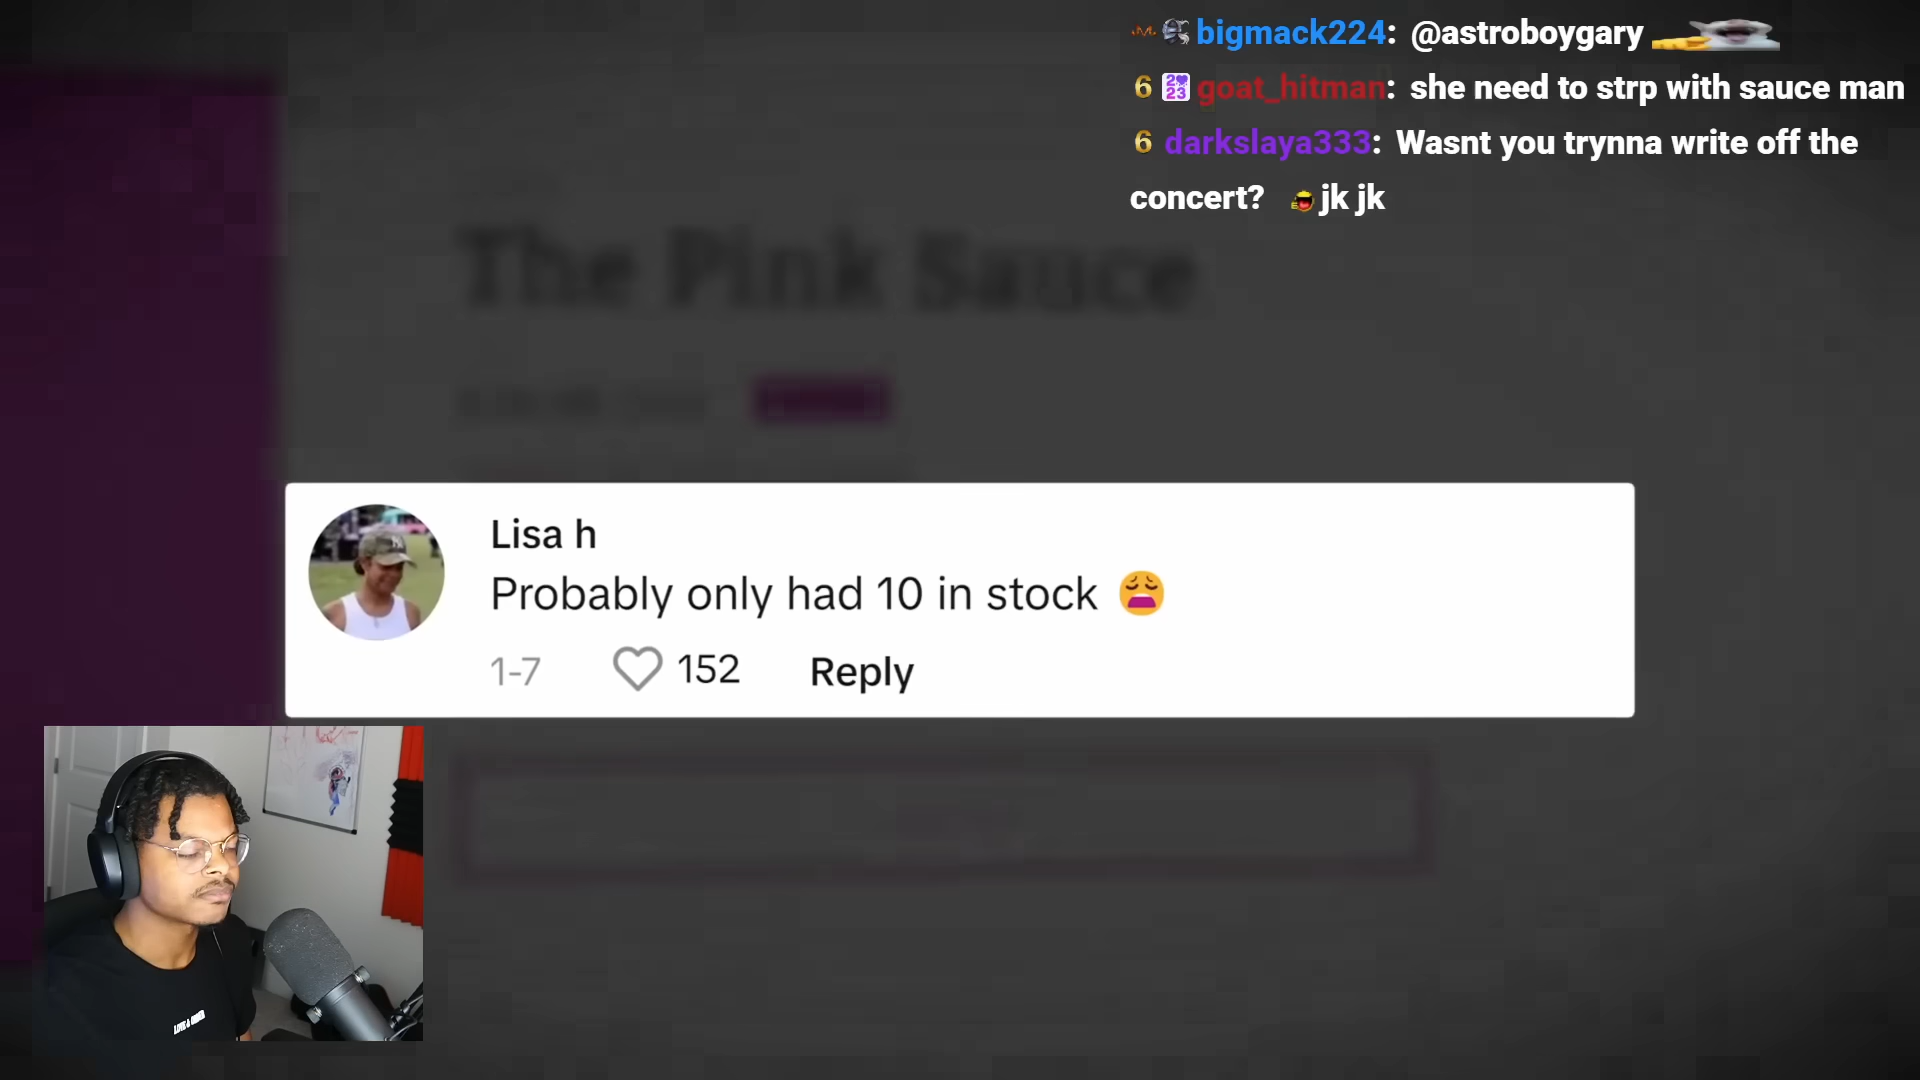 bigmack224: @astroboygary
6 2023 goat_hitman: she need to strp with sauce man
6 darkslaya333: Wasnt you trynna write off the
concert? jk jk
The Pink Sauce
Lisa h
Probably only had 10 in stock 😩
1-7 152 Reply